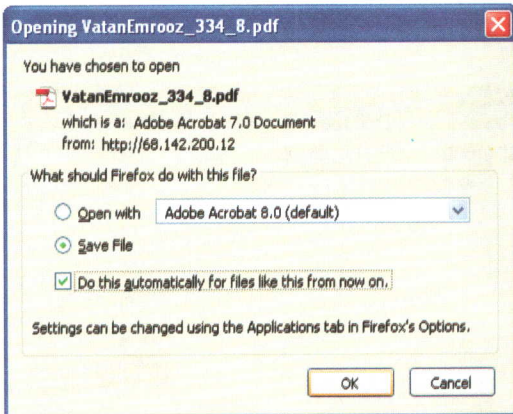 Opening VatanEmrooz_334_8.pdf
You have chosen to open
VatanEmrooz_334_8.pdf
which is a: Adobe Acrobat 7.0 Document
from: http://68.142.200.12
What should Firefox do with this file?
Open with Adobe Acrobat 8.0 (default)
Save File
Do this automatically for files like this from now on.
Settings can be changed using the Applications tab in Firefox's Options.
OK Cancel